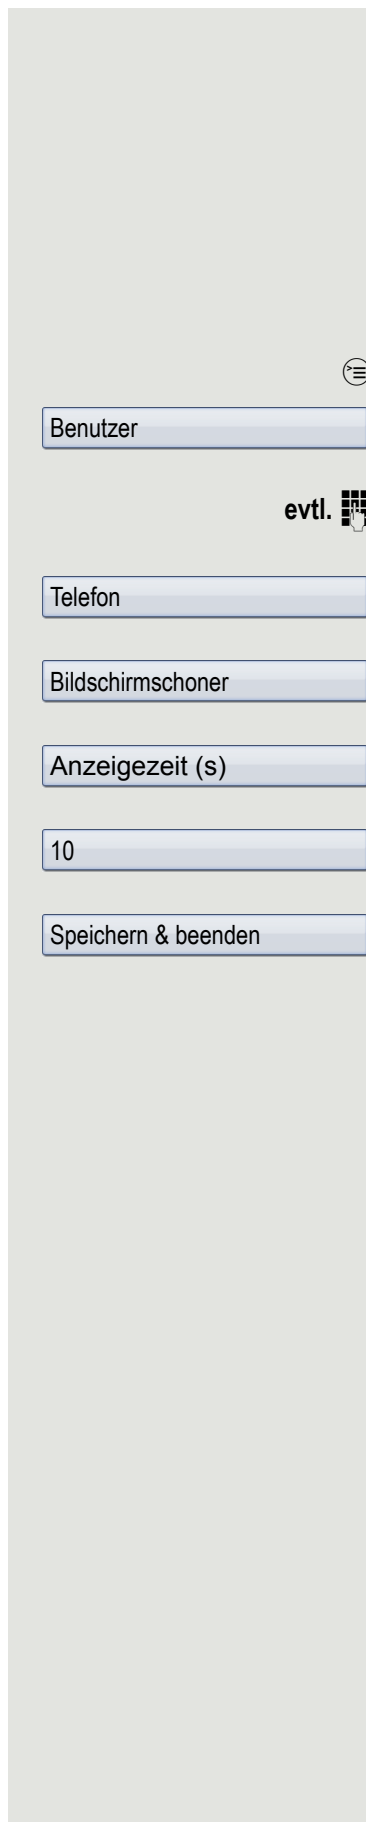 Benutzer
evtl.
Telefon
Bildschirmschoner
Anzeigezeit (s)
10
Speichern & beenden